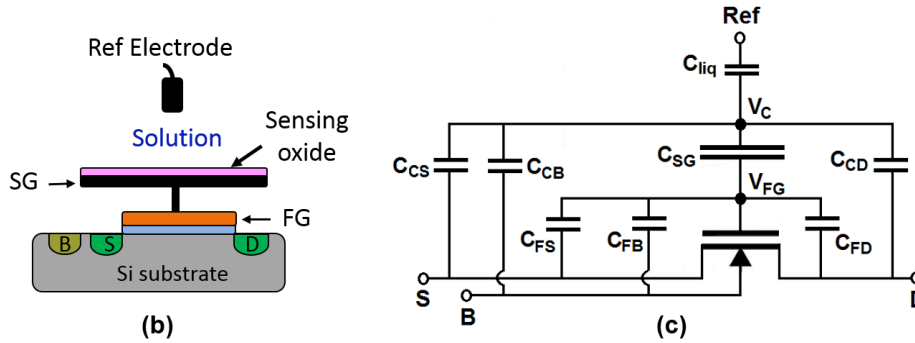 Ref Electrode
Solution
Sensing
oxide
SG
FG
B
S
D
Si substrate
(b)
Ref
Cliq
VC
CCS
CCB
CSG
CCD
VFG
CFS
CFB
CFD
S
B
D
(c)